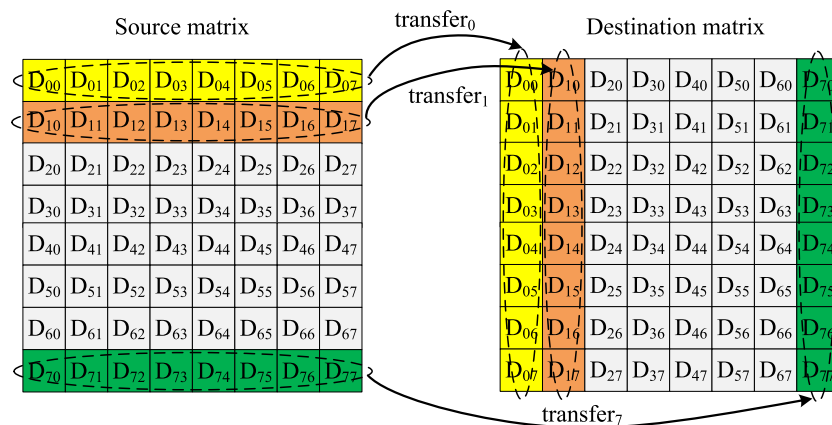 Source matrix transfer₀ Destination matrix
transfer₁
D₀₀ D₀₁ D₀₂ D₀₃ D₀₄ D₀₅ D₀₆ D₀₇
D₁₀ D₁₁ D₁₂ D₁₃ D₁₄ D₁₅ D₁₆ D₁₇
D₂₀ D₂₁ D₂₂ D₂₃ D₂₄ D₂₅ D₂₆ D₂₇
D₃₀ D₃₁ D₃₂ D₃₃ D₃₄ D₃₅ D₃₆ D₃₇
D₄₀ D₄₁ D₄₂ D₄₃ D₄₄ D₄₅ D₄₆ D₄₇
D₅₀ D₅₁ D₅₂ D₅₃ D₅₄ D₅₅ D₅₆ D₅₇
D₆₀ D₆₁ D₆₂ D₆₃ D₆₄ D₆₅ D₆₆ D₆₇
D₇₀ D₇₁ D₇₂ D₇₃ D₇₄ D₇₅ D₇₆ D₇₇
D₀₀ D₁₀ D₂₀ D₃₀ D₄₀ D₅₀ D₆₀ D₇₀
D₀₁ D₁₁ D₂₁ D₃₁ D₄₁ D₅₁ D₆₁ D₇₁
D₀₂ D₁₂ D₂₂ D₃₂ D₄₂ D₅₂ D₆₂ D₇₂
D₀₃ D₁₃ D₂₃ D₃₃ D₄₃ D₅₃ D₆₃ D₇₃
D₀₄ D₁₄ D₂₄ D₃₄ D₄₄ D₅₄ D₆₄ D₇₄
D₀₅ D₁₅ D₂₅ D₃₅ D₄₅ D₅₅ D₆₅ D₇₅
D₀₆ D₁₆ D₂₆ D₃₆ D₄₆ D₅₆ D₆₆ D₇₆
D₀₇ D₁₇ D₂₇ D₃₇ D₄₇ D₅₇ D₆₇ D₇₇
transfer₇